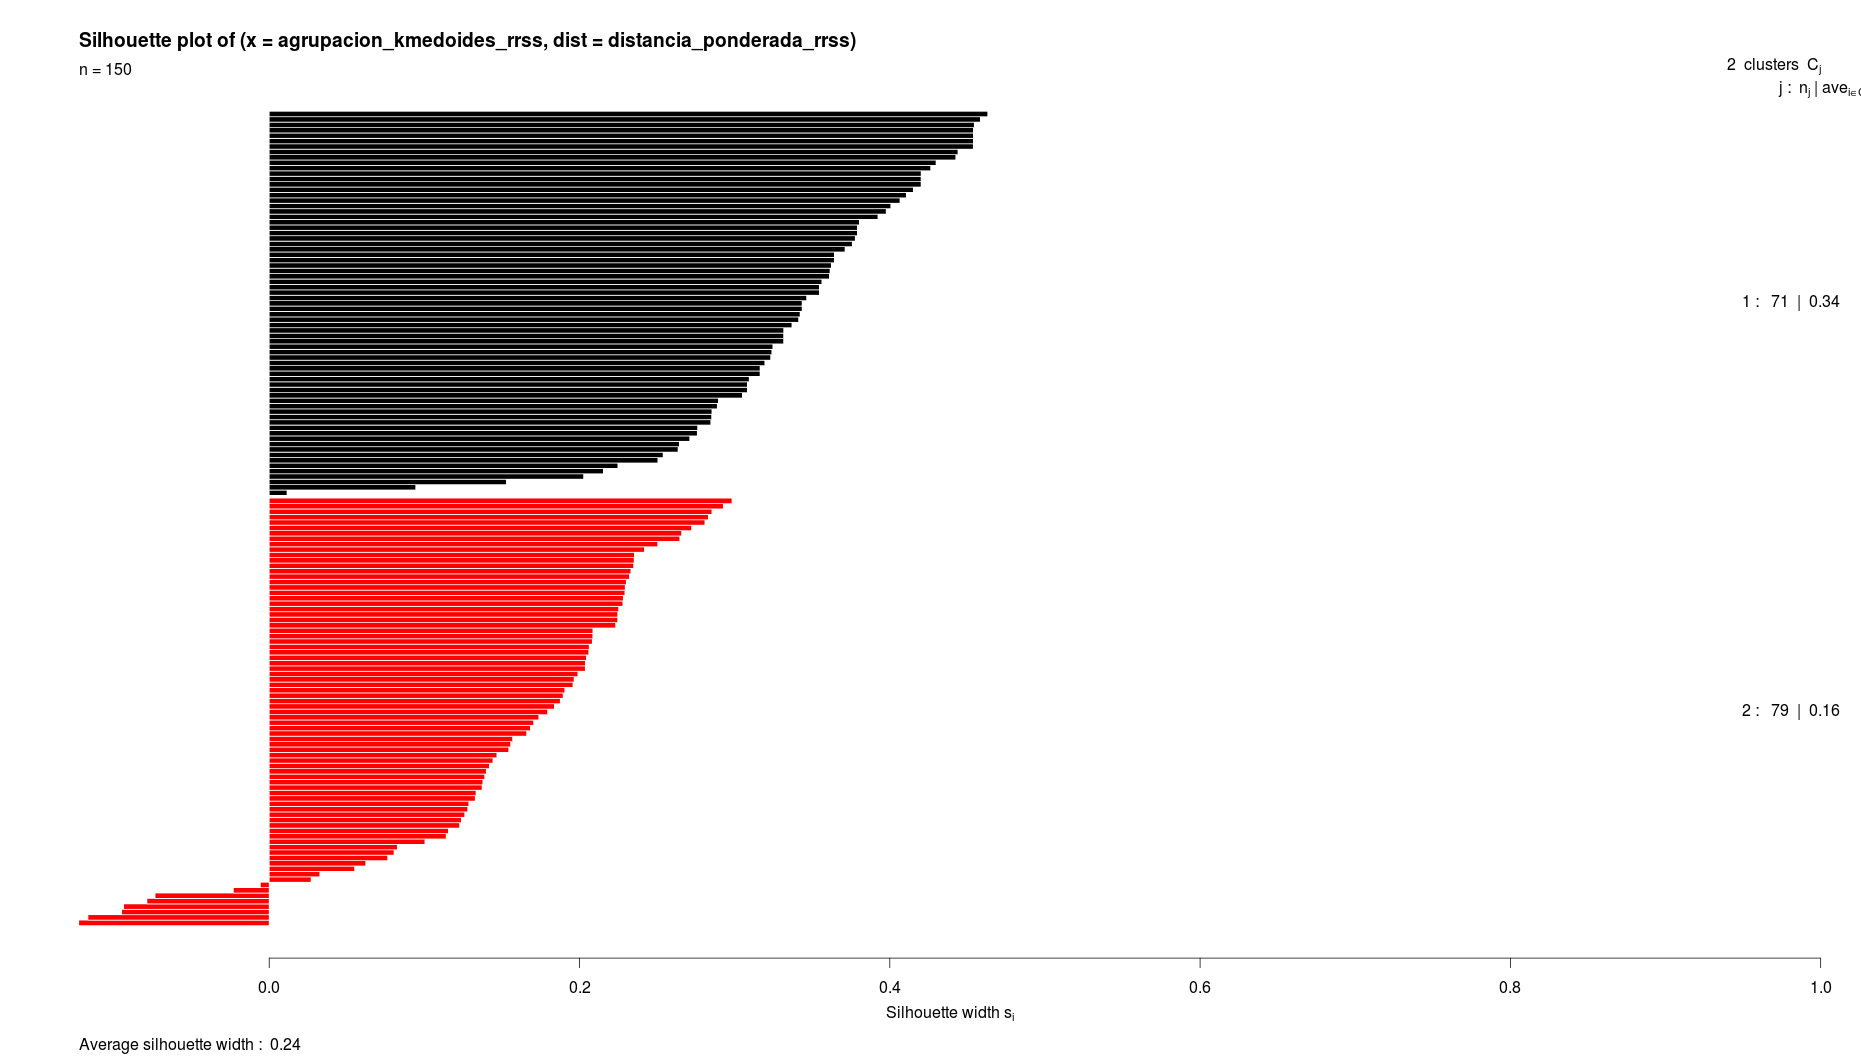 Silhouette plot of (x = agrupacion_kmedoides_rrss, dist = distancia_ponderada_rrss)
n = 150
2 clusters Cj
j : nj | avei∈C
1 : 71 | 0.34
2 : 79 | 0.16
0.0 0.2 0.4 0.6 0.8 1.0
Silhouette width si
Average silhouette width : 0.24